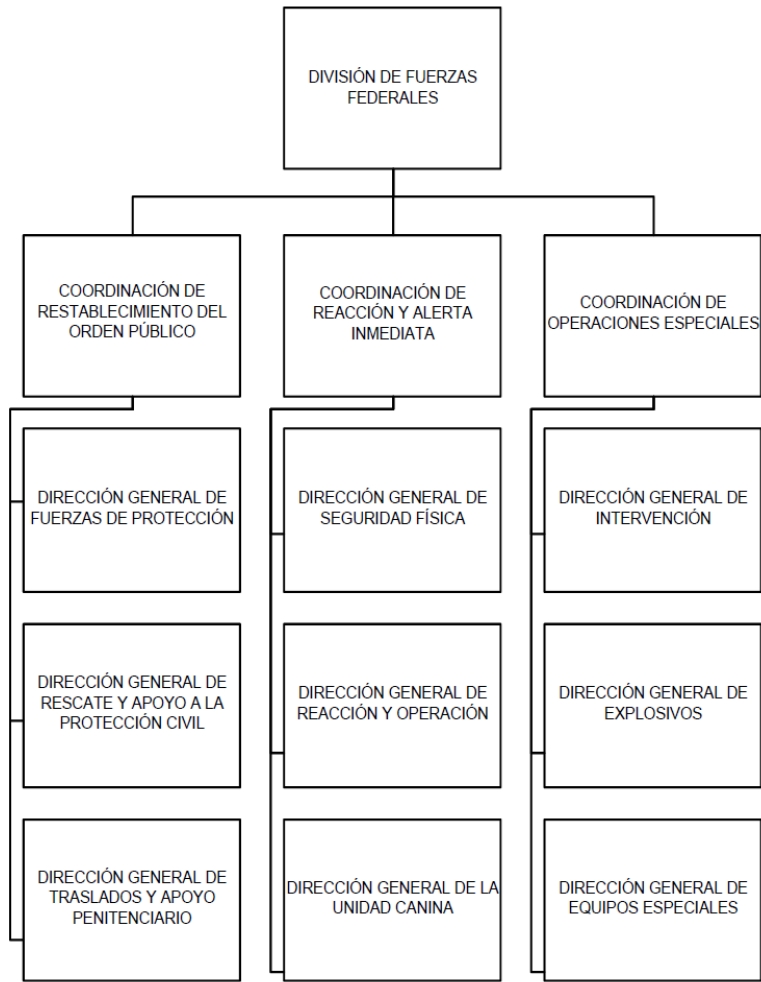 DIVISIÓN DE FUERZAS
FEDERALES
COORDINACIÓN DE
RESTABLECIMIENTO DEL
ORDEN PÚBLICO
COORDINACIÓN DE
REACCIÓN Y ALERTA
INMEDIATA
COORDINACIÓN DE
OPERACIONES ESPECIALES
DIRECCIÓN GENERAL DE
FUERZAS DE PROTECCIÓN
DIRECCIÓN GENERAL DE
SEGURIDAD FÍSICA
DIRECCIÓN GENERAL DE
INTERVENCIÓN
DIRECCIÓN GENERAL DE
RESCATE Y APOYO A LA
PROTECCIÓN CIVIL
DIRECCIÓN GENERAL DE
REACCIÓN Y OPERACIÓN
DIRECCIÓN GENERAL DE
EXPLOSIVOS
DIRECCIÓN GENERAL DE
TRASLADOS Y APOYO
PENITENCIARIO
DIRECCIÓN GENERAL DE LA
UNIDAD CANINA
DIRECCIÓN GENERAL DE
EQUIPOS ESPECIALES